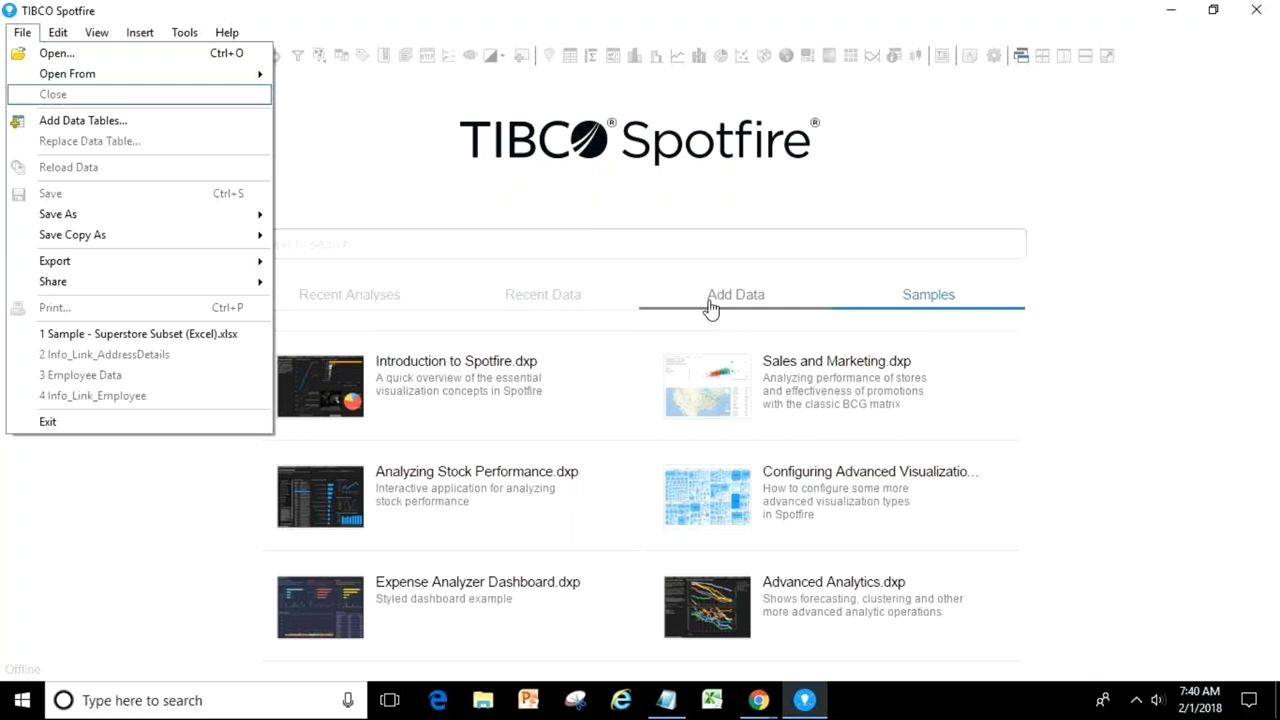 TIBCO Spotfire
File Edit View Insert Tools Help
Open... Ctrl+O
Open From
Close
Add Data Tables...
Replace Data Table...
Reload Data
Save Ctrl+S
Save As
Save Copy As
Export
Share
Print... Ctrl+P
1 Sample - Superstore Subset (Excel).xlsx
2 Info_Link_AddressDetails
3 Employee Data
4 Info_Link_Employee
Exit
TIBCO® Spotfire®
Recent Analyses Recent Data Add Data Samples
Introduction to Spotfire.dxp
A quick overview of the essential
visualization concepts in Spotfire
Sales and Marketing.dxp
Analyzing performance of stores
and effectiveness of promotions
with the classic BCG matrix
Analyzing Stock Performance.dxp
Interactive application for analyzing
stock performance
Configuring Advanced Visualizatio...
How to configure some more
advanced visualization types
in Spotfire
Expense Analyzer Dashboard.dxp
Styled dashboard example
Advanced Analytics.dxp
Shows forecasting, clustering and other
more advanced analytic operations
Offline
Type here to search
7:40 AM
2/1/2018